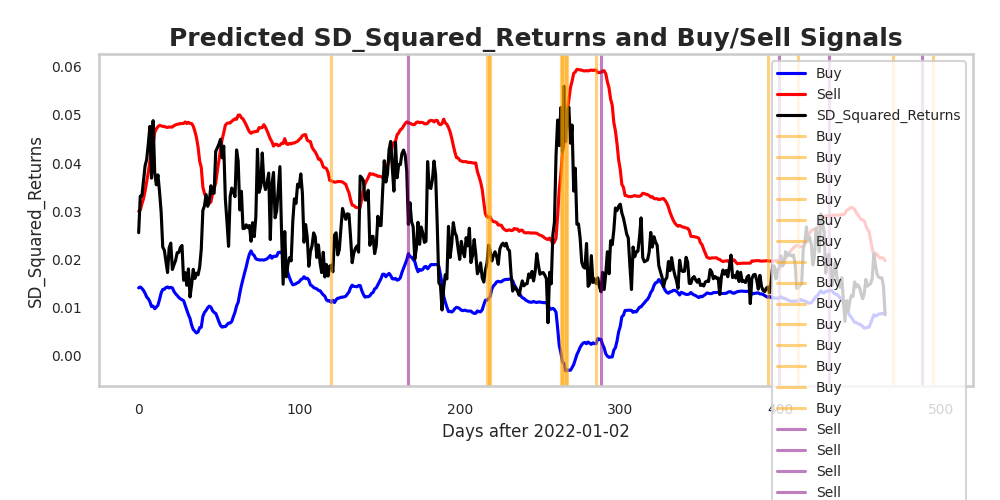 Predicted SD_Squared_Returns and Buy/Sell Signals
0.06
0.05
0.04
0.03
0.02
0.01
0.00
SD_Squared_Returns
0
100
200
300
400
500
Days after 2022-01-02
Buy
Sell
SD_Squared_Returns
Buy
Buy
Buy
Buy
Buy
Buy
Buy
Buy
Buy
Buy
Buy
Buy
Buy
Buy
Sell
Sell
Sell
Sell